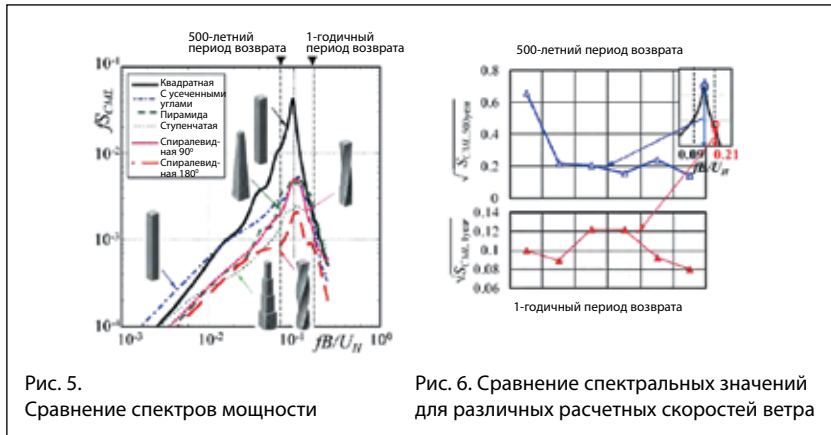 500-летний
период возврата
1-годичный
период возврата
10⁻¹
10⁻²
10⁻³
10⁻⁴
fS_CML
Квадратная
С усеченными
углами
Пирамида
Ступенчатая
Спиралевид-
ная 90⁰
Спиралевид-
ная 180⁰
10⁻³ 10⁻² 10⁻¹ 10⁰
fB/U_H
Рис. 5.
Сравнение спектров мощности
500-летний период возврата
0.8
0.6
0.4
0.2
0
0.09 0.21
fB/U_H
0.14
0.12
0.1
0.08
0.06
1-годичный период возврата
Рис. 6. Сравнение спектральных значений
для различных расчетных скоростей ветра